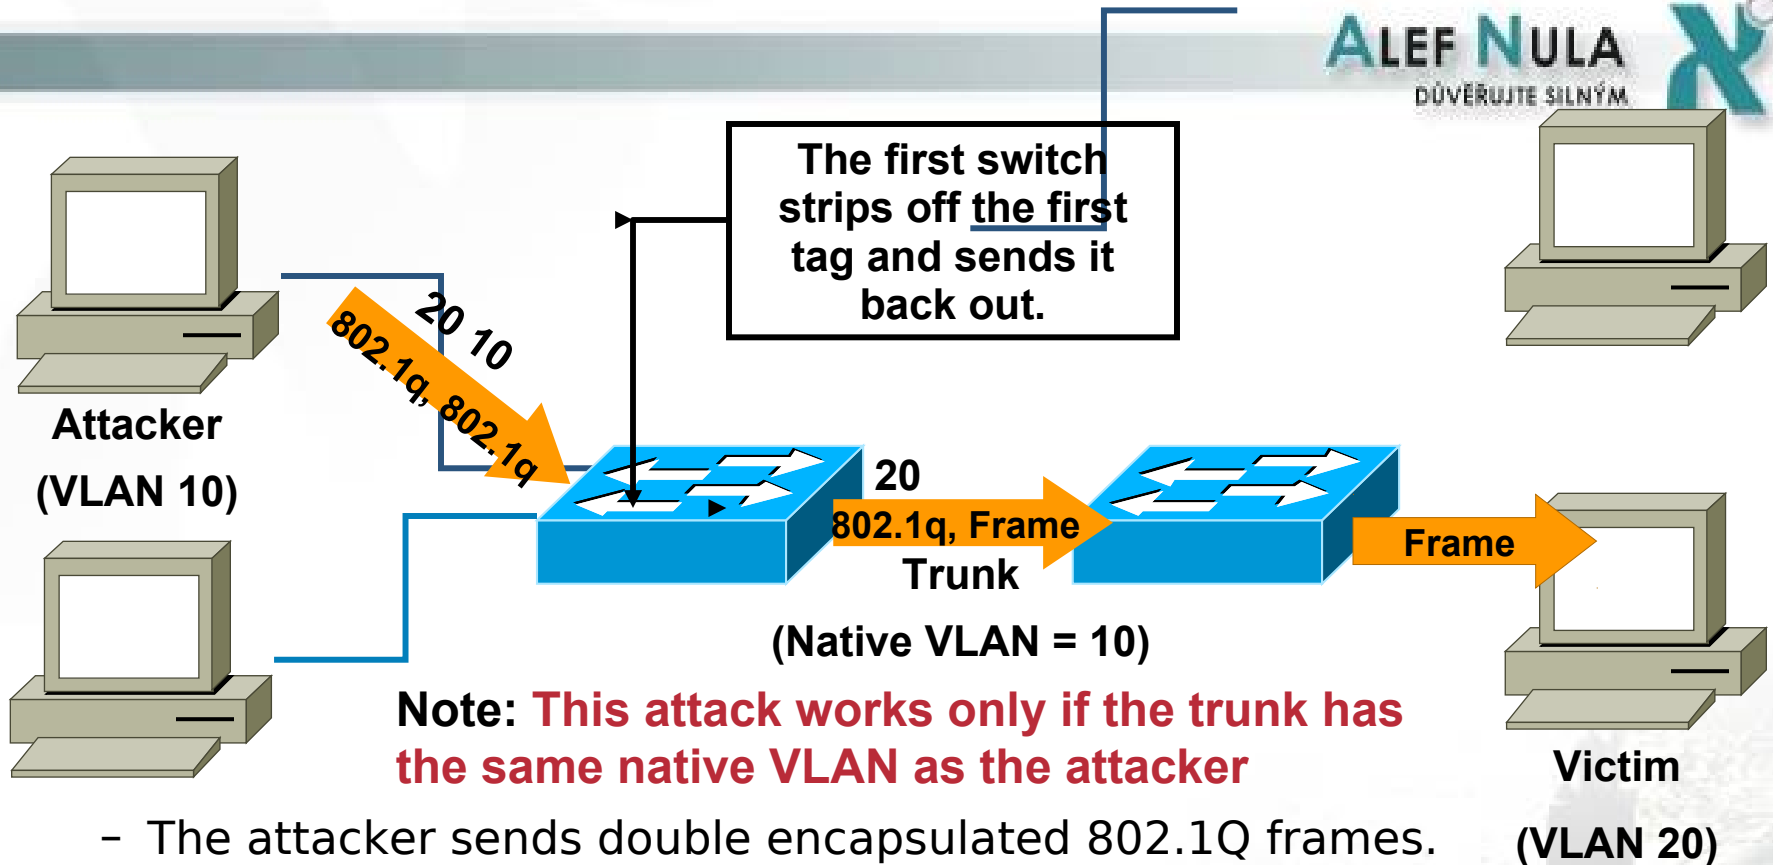 ALEF NULA
DŮVĚRUJTE SILNÝM
The first switch
strips off the first
tag and sends it
back out.
20 10
802.1q, 802.1q
Attacker
(VLAN 10)
20
802.1q, Frame
Trunk
(Native VLAN = 10)
Frame
Note: This attack works only if the trunk has
the same native VLAN as the attacker
Victim
(VLAN 20)
– The attacker sends double encapsulated 802.1Q frames.